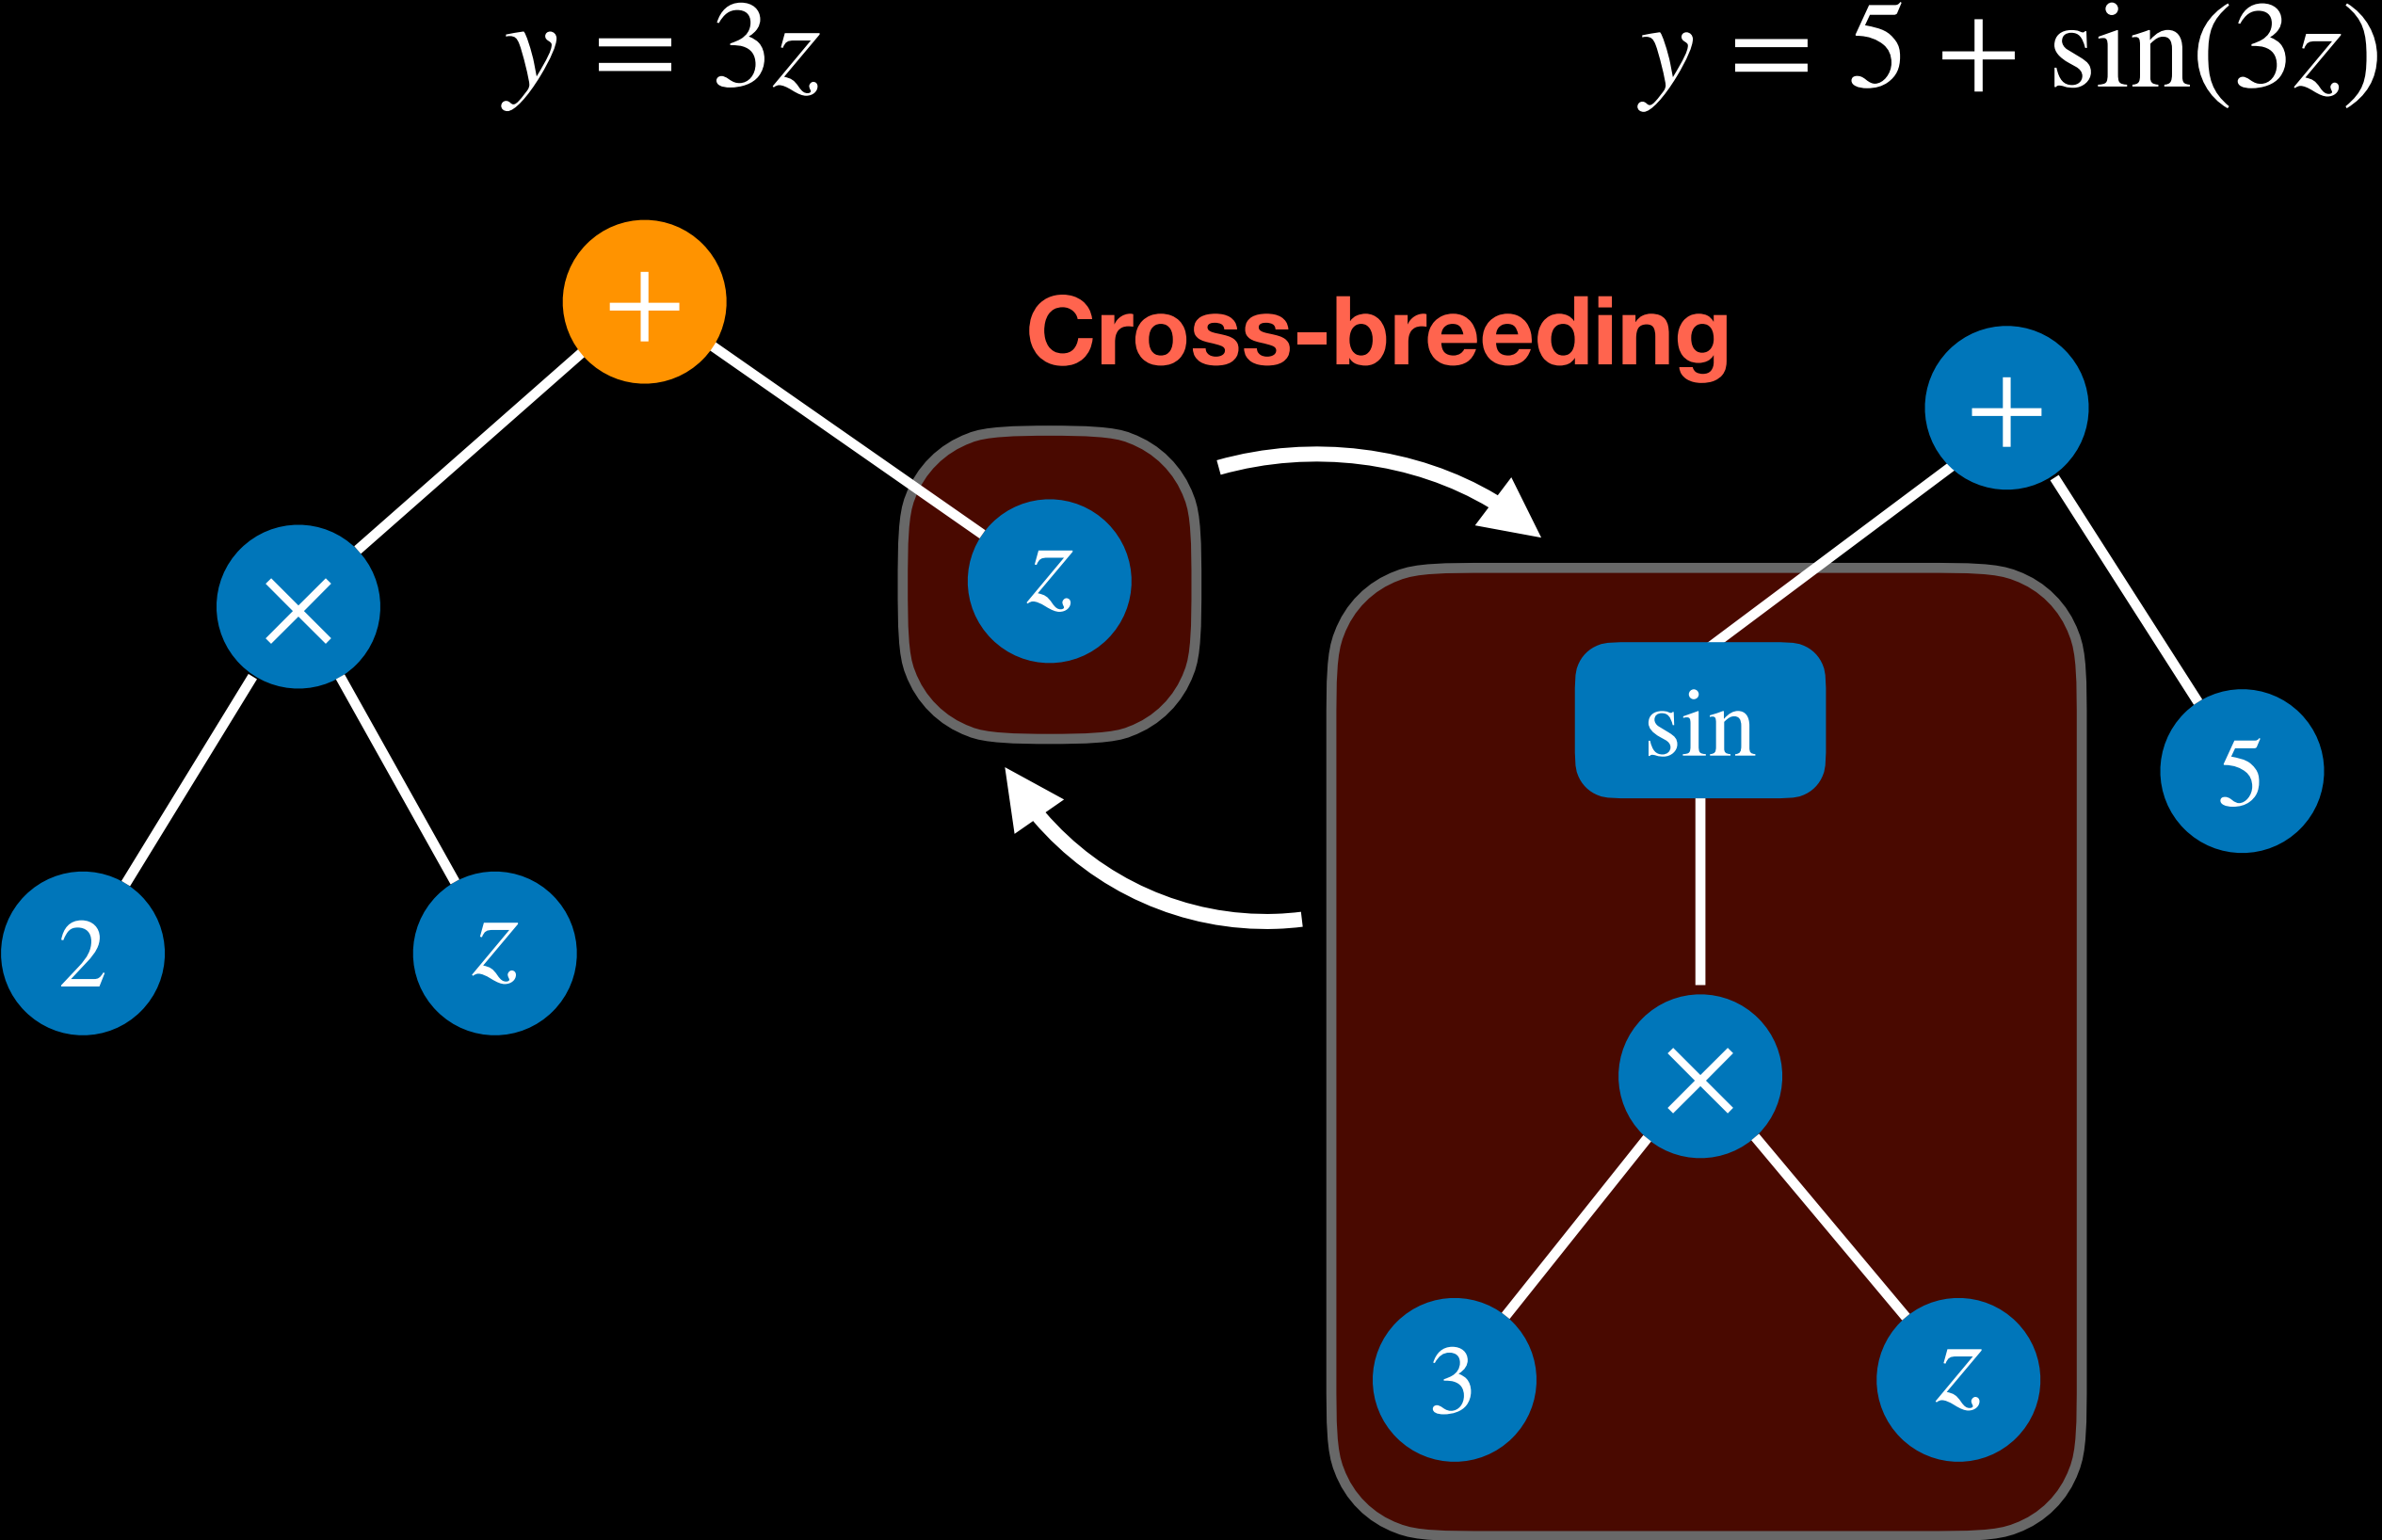 y = 3z
y = 5 + sin(3z)
+
Cross-breeding
+
×
z
sin
5
2
z
×
3
z